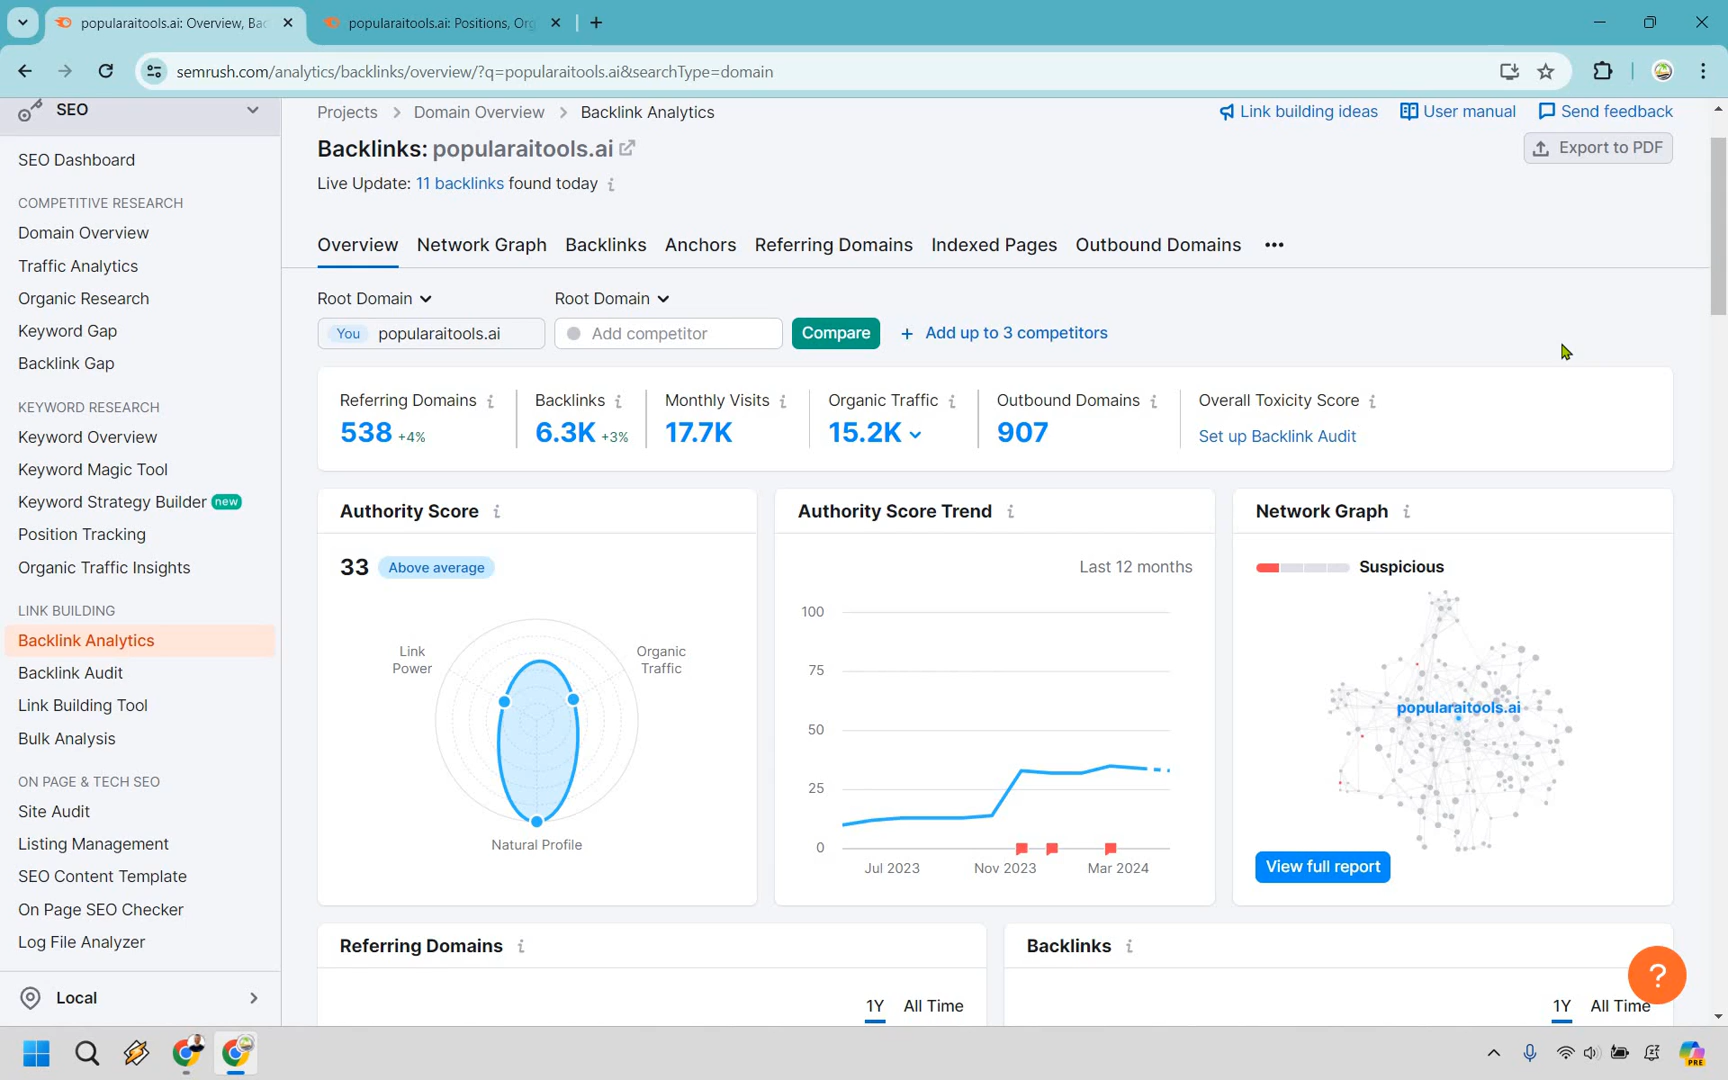 popularaitools.ai: Overview, Bac
popularaitools.ai: Positions, Org
semrush.com/analytics/backlinks/overview/?q=popularaitools.ai&searchType=domain
SEO
SEO Dashboard
COMPETITIVE RESEARCH
Domain Overview
Traffic Analytics
Organic Research
Keyword Gap
Backlink Gap
KEYWORD RESEARCH
Keyword Overview
Keyword Magic Tool
Keyword Strategy Builder new
Position Tracking
Organic Traffic Insights
LINK BUILDING
Backlink Analytics
Backlink Audit
Link Building Tool
Bulk Analysis
ON PAGE & TECH SEO
Site Audit
Listing Management
SEO Content Template
On Page SEO Checker
Log File Analyzer
Local
Projects > Domain Overview > Backlink Analytics
Link building ideas User manual Send feedback
Backlinks: popularaitools.ai
Export to PDF
Live Update: 11 backlinks found today
Overview Network Graph Backlinks Anchors Referring Domains Indexed Pages Outbound Domains
Root Domain Root Domain
You popularaitools.ai Add competitor Compare + Add up to 3 competitors
Referring Domains Backlinks Monthly Visits Organic Traffic Outbound Domains Overall Toxicity Score
538 +4% 6.3K +3% 17.7K 15.2K 907 Set up Backlink Audit
Authority Score
33 Above average
Link Power
Organic Traffic
Natural Profile
Authority Score Trend
Last 12 months
100
75
50
25
0
Jul 2023 Nov 2023 Mar 2024
Network Graph
Suspicious
popularaitools.ai
View full report
Referring Domains
1Y All Time
Backlinks
1Y All Time
?
PRE